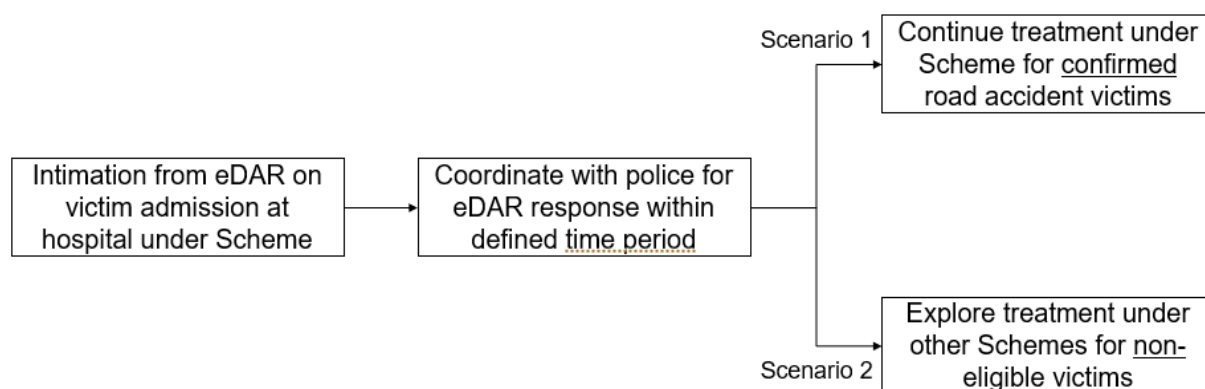 Intimation from eDAR on
victim admission at
hospital under Scheme
Coordinate with police for
eDAR response within
defined time period
Scenario 1
Continue treatment under
Scheme for confirmed
road accident victims
Scenario 2
Explore treatment under
other Schemes for non-
eligible victims